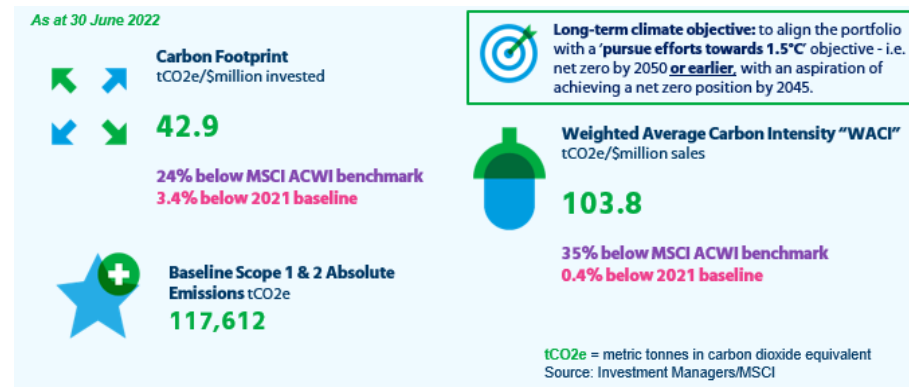 As at 30 June 2022
Carbon Footprint
tCO2e/$million invested
42.9
24% below MSCI ACWI benchmark
3.4% below 2021 baseline
Baseline Scope 1 & 2 Absolute
Emissions tCO2e
117,612
Long-term climate objective: to align the portfolio
with a ‘pursue efforts towards 1.5°C’ objective - i.e.
net zero by 2050 or earlier, with an aspiration of
achieving a net zero position by 2045.
Weighted Average Carbon Intensity “WACI”
tCO2e/$million sales
103.8
35% below MSCI ACWI benchmark
0.4% below 2021 baseline
tCO2e = metric tonnes in carbon dioxide equivalent
Source: Investment Managers/MSCI